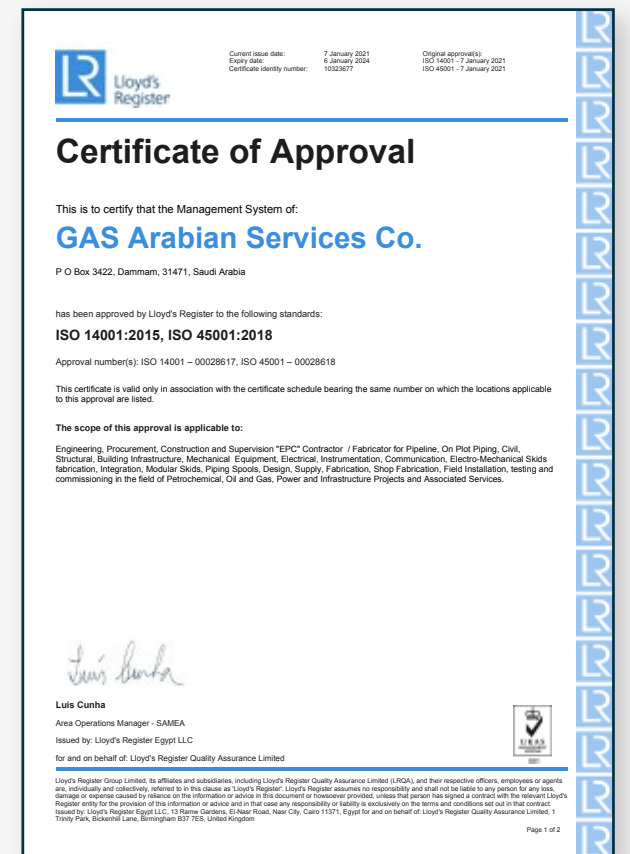 Current issue date: 7 January 2021 Original approval(s):
Expiry date: 6 January 2024 ISO 14001 - 7 January 2021
Certificate identity number: 10323677 ISO 45001 - 7 January 2021
LR
Lloyd's
Register
Certificate of Approval
This is to certify that the Management System of:
GAS Arabian Services Co.
P O Box 3422, Dammam, 31471, Saudi Arabia
has been approved by Lloyd's Register to the following standards:
ISO 14001:2015, ISO 45001:2018
Approval number(s): ISO 14001 – 00028617, ISO 45001 – 00028618
This certificate is valid only in association with the certificate schedule bearing the same number on which the locations applicable
to this approval are listed.
The scope of this approval is applicable to:
Engineering, Procurement, Construction and Supervision "EPC" Contractor / Fabricator for Pipeline, On Plot Piping, Civil,
Structural, Building Infrastructure, Mechanical Equipment, Electrical, Instrumentation, Communication, Electro-Mechanical Skids
fabrication, Integration, Modular Skids, Piping Spools, Design, Supply, Fabrication, Shop Fabrication, Field Installation, testing and
commissioning in the field of Petrochemical, Oil and Gas, Power and Infrastructure Projects and Associated Services.
Luis Cunha
Luis Cunha
Area Operations Manager - SAMEA
Issued by: Lloyd's Register Egypt LLC
for and on behalf of: Lloyd's Register Quality Assurance Limited
UKAS
Lloyd's Register Group Limited, its affiliates and subsidiaries, including Lloyd's Register Quality Assurance Limited (LRQA), and their respective officers, employees or agents
are, individually and collectively, referred to in this clause as 'Lloyd's Register'. Lloyd's Register assumes no responsibility and shall not be liable to any person for any loss,
damage or expense caused by reliance on the information or advice in this document or howsoever provided, unless that person has signed a contract with the relevant Lloyd's
Register entity for the provision of this information or advice and in that case any responsibility or liability is exclusively on the terms and conditions set out in that contract.
Issued by: Lloyd's Register Egypt LLC, 13 Ramw Gardens, El-Nasr Road, Nasr City, Cairo 11371, Egypt for and on behalf of: Lloyd's Register Quality Assurance Limited, 1
Trinity Park, Bickenhill Lane, Birmingham B37 7ES, United Kingdom
Page 1 of 2